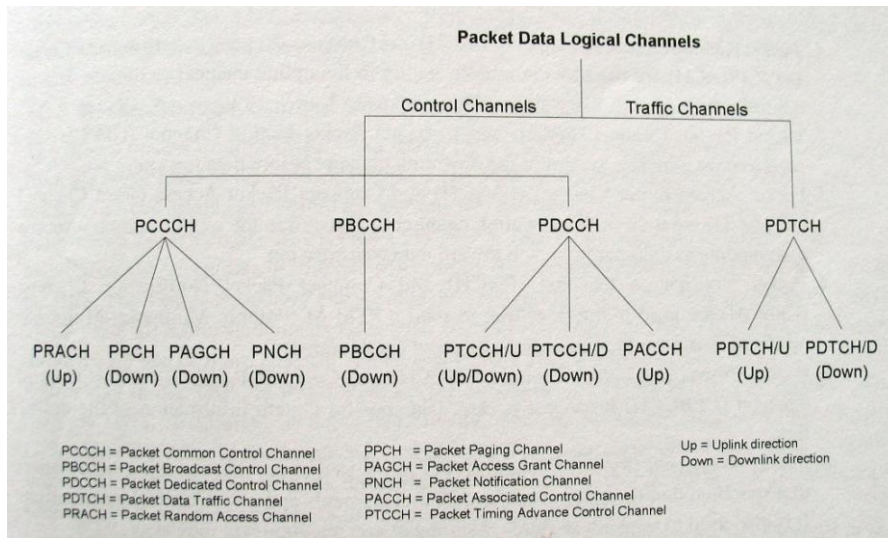 Packet Data Logical Channels
Control Channels Traffic Channels
PCCCH PBCCH PDCCH PDTCH
PRACH PPCH PAGCH PNCH PBCCH PTCCH/U PTCCH/D PACCH PDTCH/U PDTCH/D
(Up) (Down) (Down) (Down) (Down) (Up/Down) (Down) (Up) (Up) (Down)
PCCCH = Packet Common Control Channel
PBCCH = Packet Broadcast Control Channel
PDCCH = Packet Dedicated Control Channel
PDTCH = Packet Data Traffic Channel
PRACH = Packet Random Access Channel
PPCH = Packet Paging Channel
PAGCH = Packet Access Grant Channel
PNCH = Packet Notification Channel
PACCH = Packet Associated Control Channel
PTCCH = Packet Timing Advance Control Channel
Up = Uplink direction
Down = Downlink direction